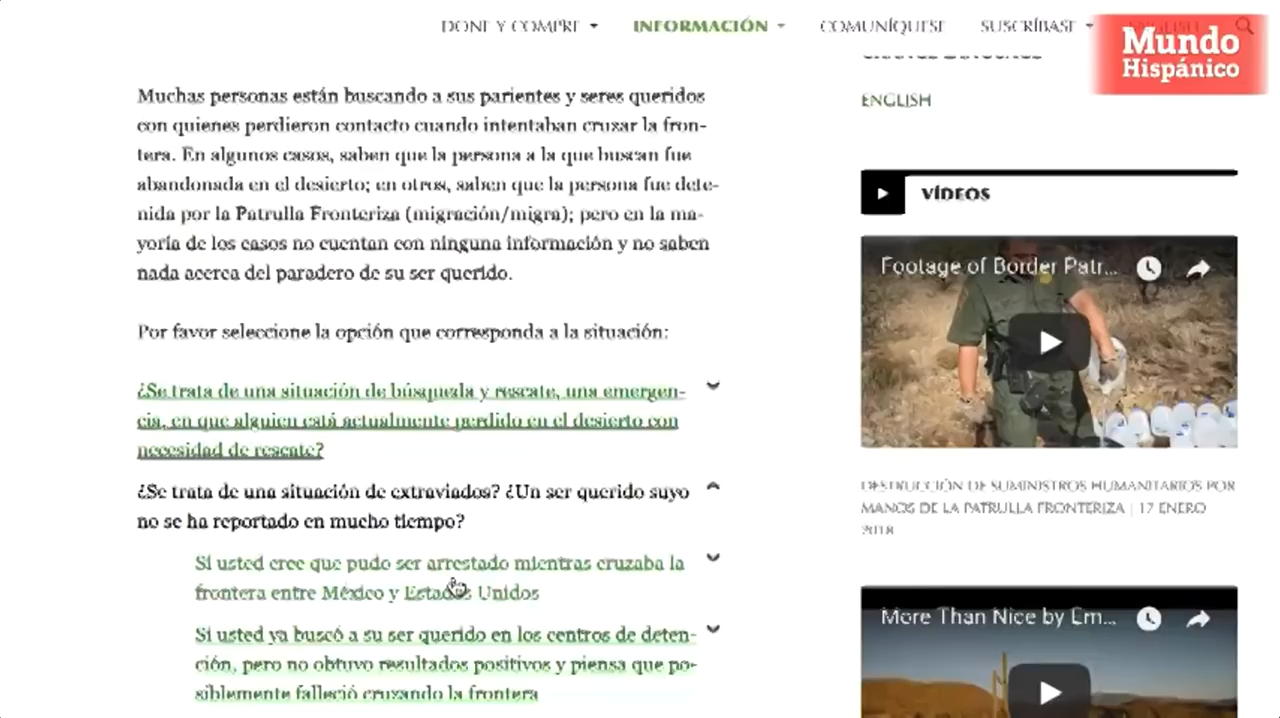 DONE Y COMPRE
INFORMACIÓN
COMUNÍQUESE
SUSCRÍBASE
ENGLISH
Mundo
Hispánico
Muchas personas están buscando a sus parientes y seres queridos
con quienes perdieron contacto cuando intentaban cruzar la fron-
tera. En algunos casos, saben que la persona a la que buscan fue
abandonada en el desierto; en otros, saben que la persona fue dete-
nida por la Patrulla Fronteriza (migración/migra); pero en la ma-
yoría de los casos no cuentan con ninguna información y no saben
nada acerca del paradero de su ser querido.
Por favor seleccione la opción que corresponda a la situación:
¿Se trata de una situación de búsqueda y rescate, una emergen-
cia, en que alguien está actualmente perdido en el desierto con
necesidad de rescate?
¿Se trata de una situación de extraviados? ¿Un ser querido suyo
no se ha reportado en mucho tiempo?
Si usted cree que pudo ser arrestado mientras cruzaba la
frontera entre México y Estados Unidos
Si usted ya buscó a su ser querido en los centros de deten-
ción, pero no obtuvo resultados positivos y piensa que po-
siblemente falleció cruzando la frontera
ENGLISH
VÍDEOS
Footage of Border Patr...
DESTRUCCIÓN DE SUMINISTROS HUMANITARIOS POR
MANOS DE LA PATRULLA FRONTERIZA | 17 ENERO
2018
More Than Nice by Em...